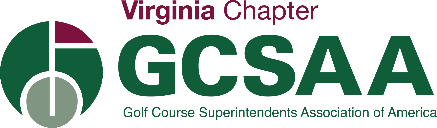 Virginia Chapter
GCSAA
Golf Course Superintendents Association of America